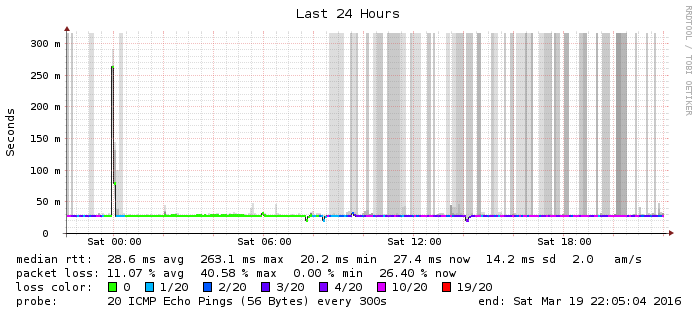 Last 24 Hours
RRDTOOL / TOBI OETIKER
Seconds
300 m
250 m
200 m
150 m
100 m
50 m
0
Sat 00:00 Sat 06:00 Sat 12:00 Sat 18:00
median rtt: 28.6 ms avg 263.1 ms max 20.2 ms min 27.4 ms now 14.2 ms sd 2.0 am/s
packet loss: 11.07 % avg 40.58 % max 0.00 % min 26.40 % now
loss color: 0 1/20 2/20 3/20 4/20 10/20 19/20
probe: 20 ICMP Echo Pings (56 Bytes) every 300s end: Sat Mar 19 22:05:04 2016